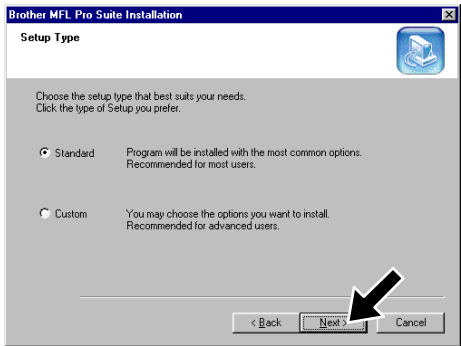 Brother MFL Pro Suite Installation
Setup Type
Choose the setup type that best suits your needs.
Click the type of Setup you prefer.
Standard Program will be installed with the most common options.
Recommended for most users.
Custom You may choose the options you want to install.
Recommended for advanced users.
< Back Next > Cancel